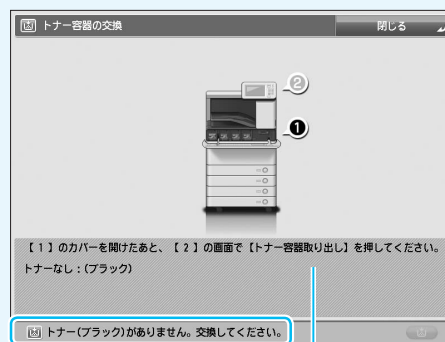 トナー容器の交換
閉じる
2
1
【1】のカバーを開けたあと、【2】の画面で【トナー容器取り出し】を押してください。
トナーなし:(ブラック)
トナー(ブラック)がありません。交換してください。